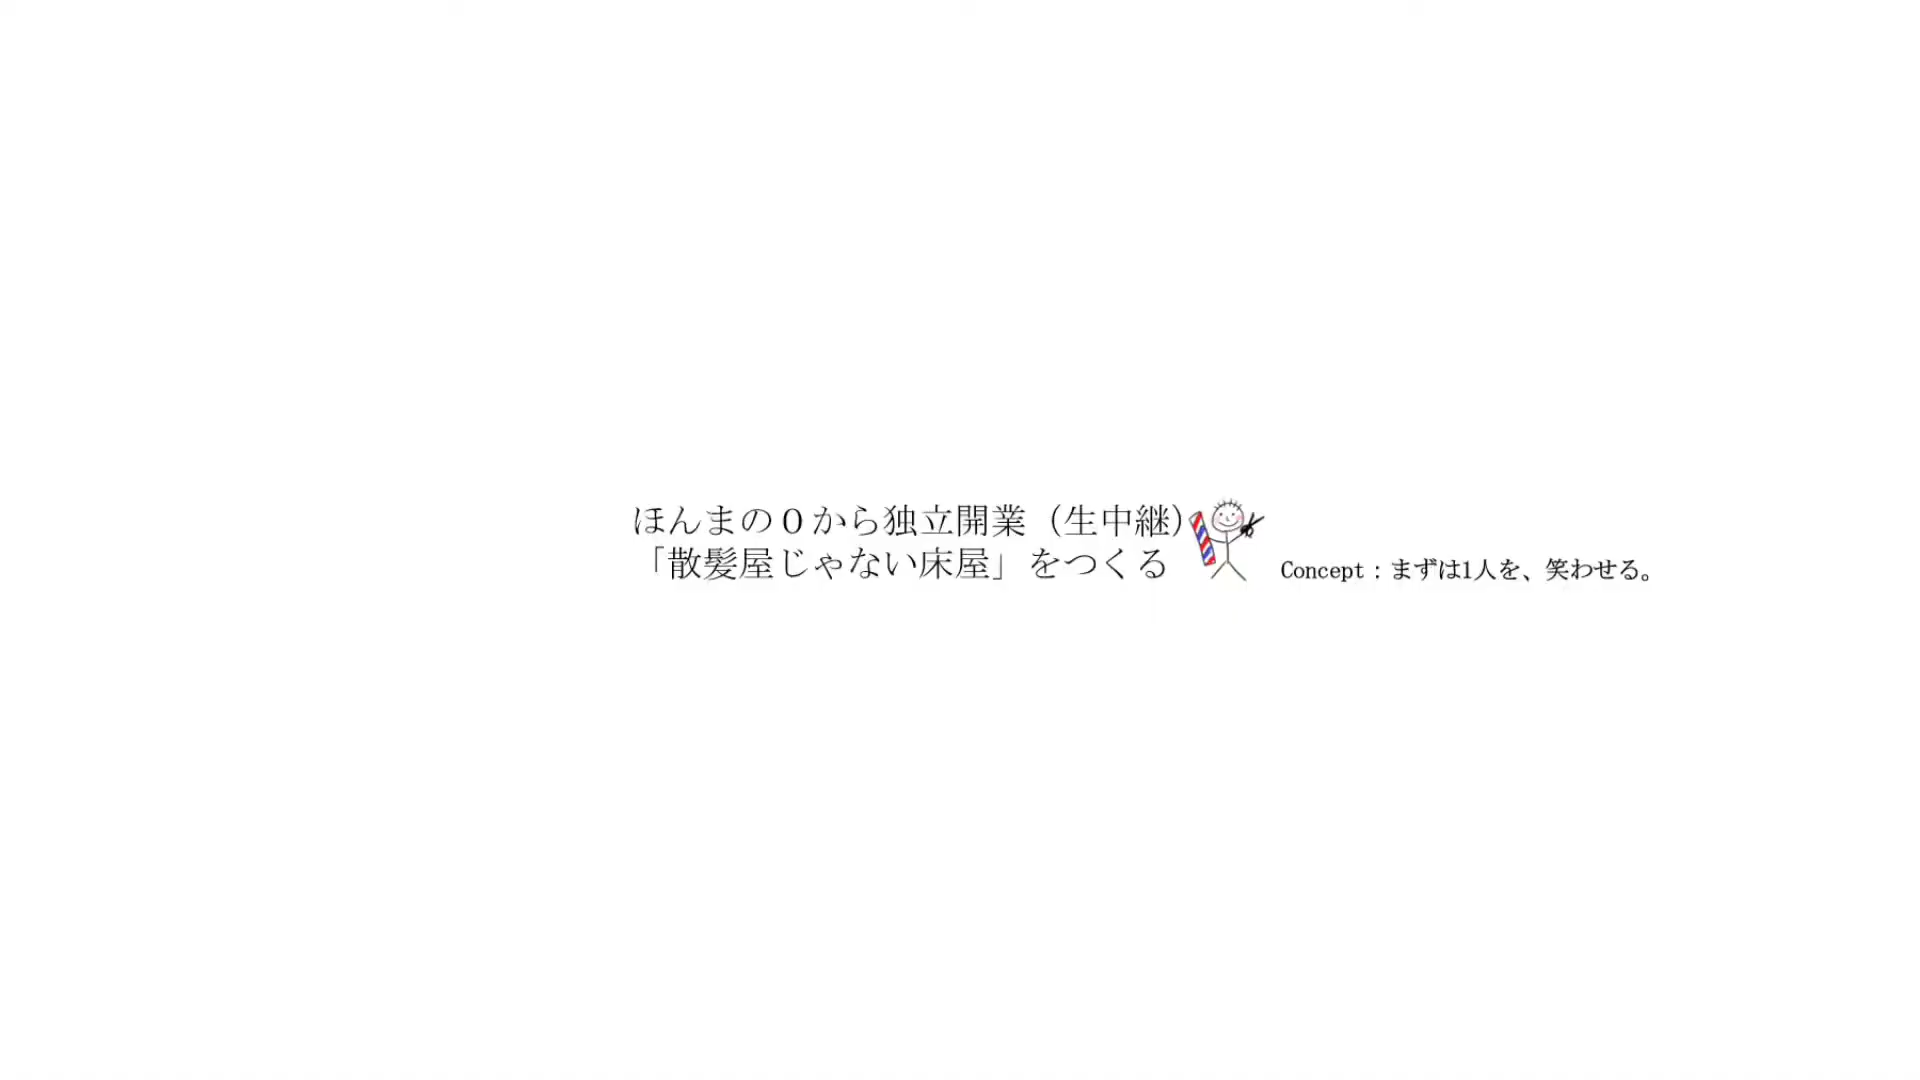 ほんまの０から独立開業（生中継）
「散髪屋じゃない床屋」をつくる
Concept：まずは1人を、笑わせる。